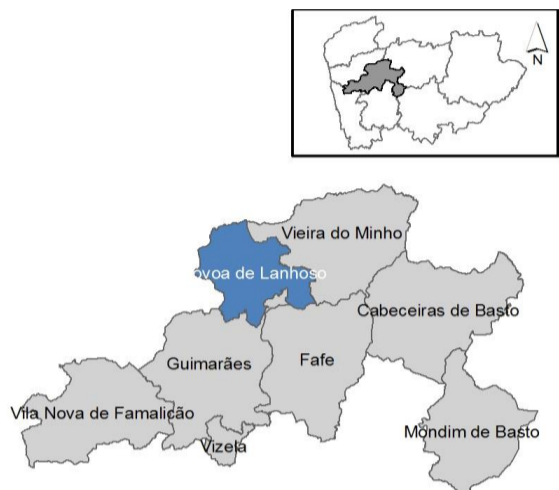 N
Vieira do Minho
ovoa de Lanhoso
Cabeceiras de Basto
Guimarães
Fafe
Vila Nova de Famalicão
Vizela
Mondim de Basto